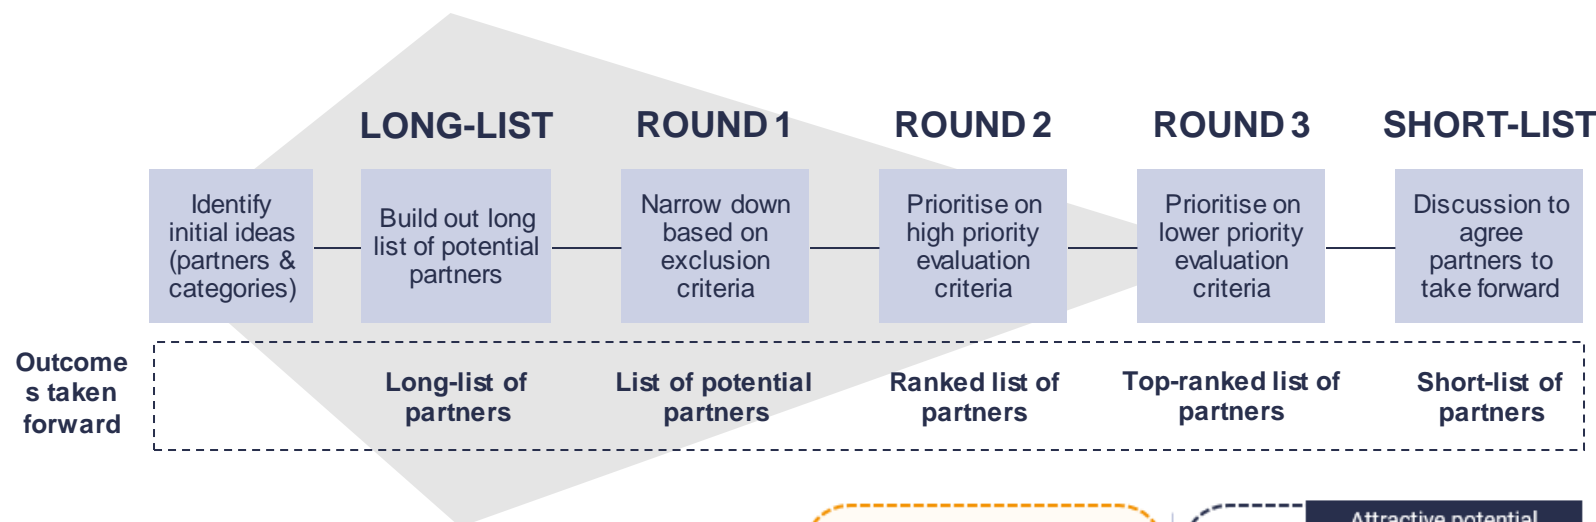 LONG-LIST
ROUND 1
ROUND 2
ROUND 3
SHORT-LIST
Identify
initial ideas
(partners &
categories)
Build out long
list of potential
partners
Narrow down
based on
exclusion
criteria
Prioritise on
high priority
evaluation
criteria
Prioritise on
lower priority
evaluation
criteria
Discussion to
agree
partners to
take forward
Outcome
s taken
forward
Long-list of
partners
List of potential
partners
Ranked list of
partners
Top-ranked list of
partners
Short-list of
partners
Attractive potential